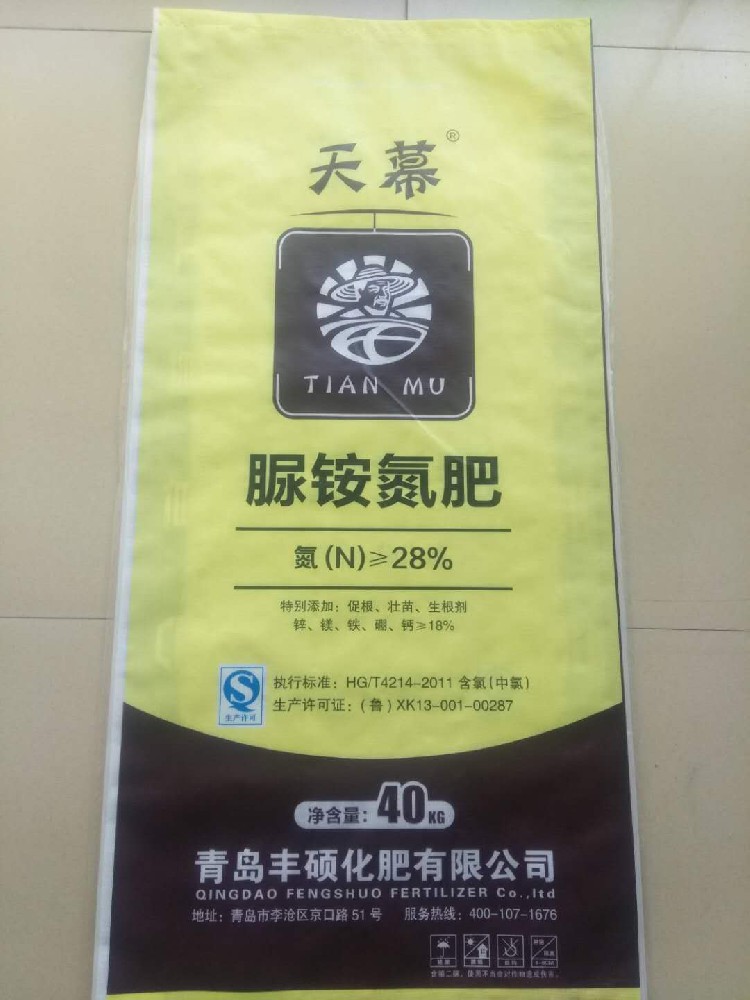 天幕®
TIAN MU
脲铵氮肥
氮(N)≥28%
特别添加：促根、壮苗、生根剂
锌、镁、铁、硼、钙≥18%
生产许可
执行标准：HG/T4214-2011 含氯(中氯)
生产许可证：(鲁)XK13-001-00287
净含量：40KG
青岛丰硕化肥有限公司
QINGDAO FENGSHUO FERTILIZER Co.,ltd
地址：青岛市李沧区京口路51号 服务热线：400-107-1676